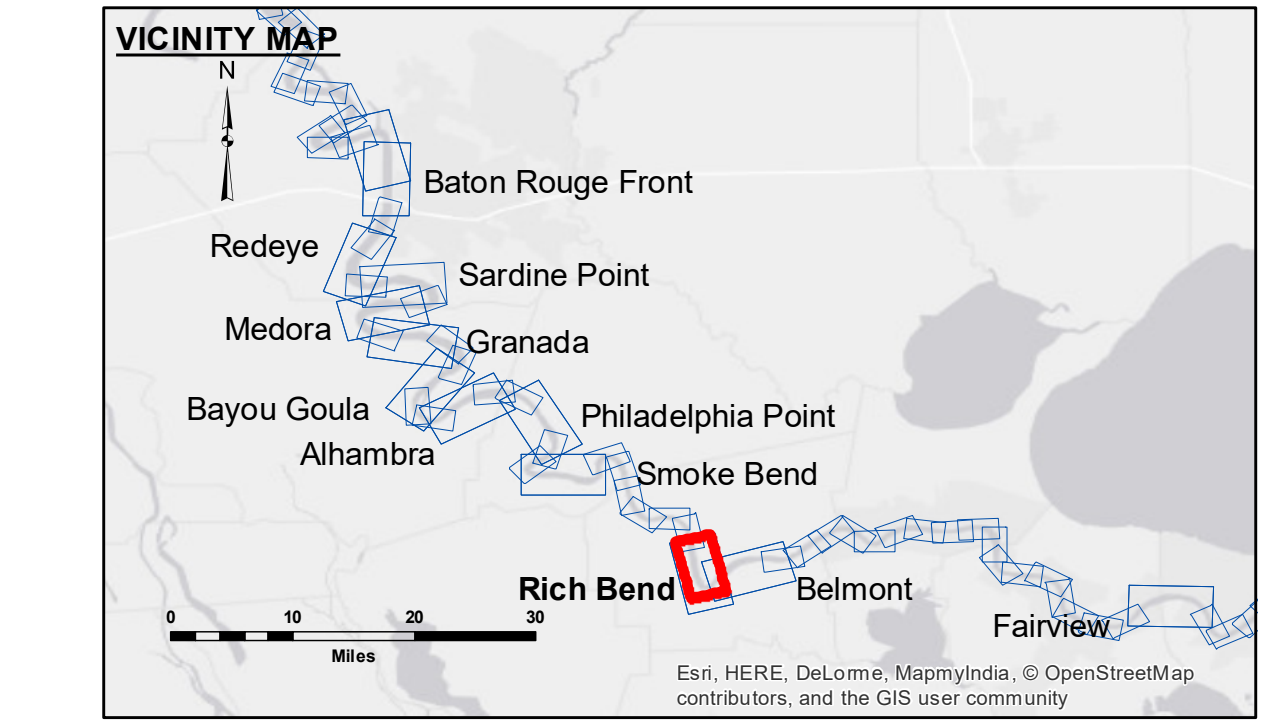 VICINITY MAP
N
Baton Rouge Front
Redeye
Sardine Point
Medora
Granada
Bayou Goula
Philadelphia Point
Alhambra
Smoke Bend
Rich Bend
Belmont
0 10 20 30
Miles
Fairview
Esri, HERE, DeLorme, MapmyIndia, © OpenStreetMap
contributors, and the GIS user community